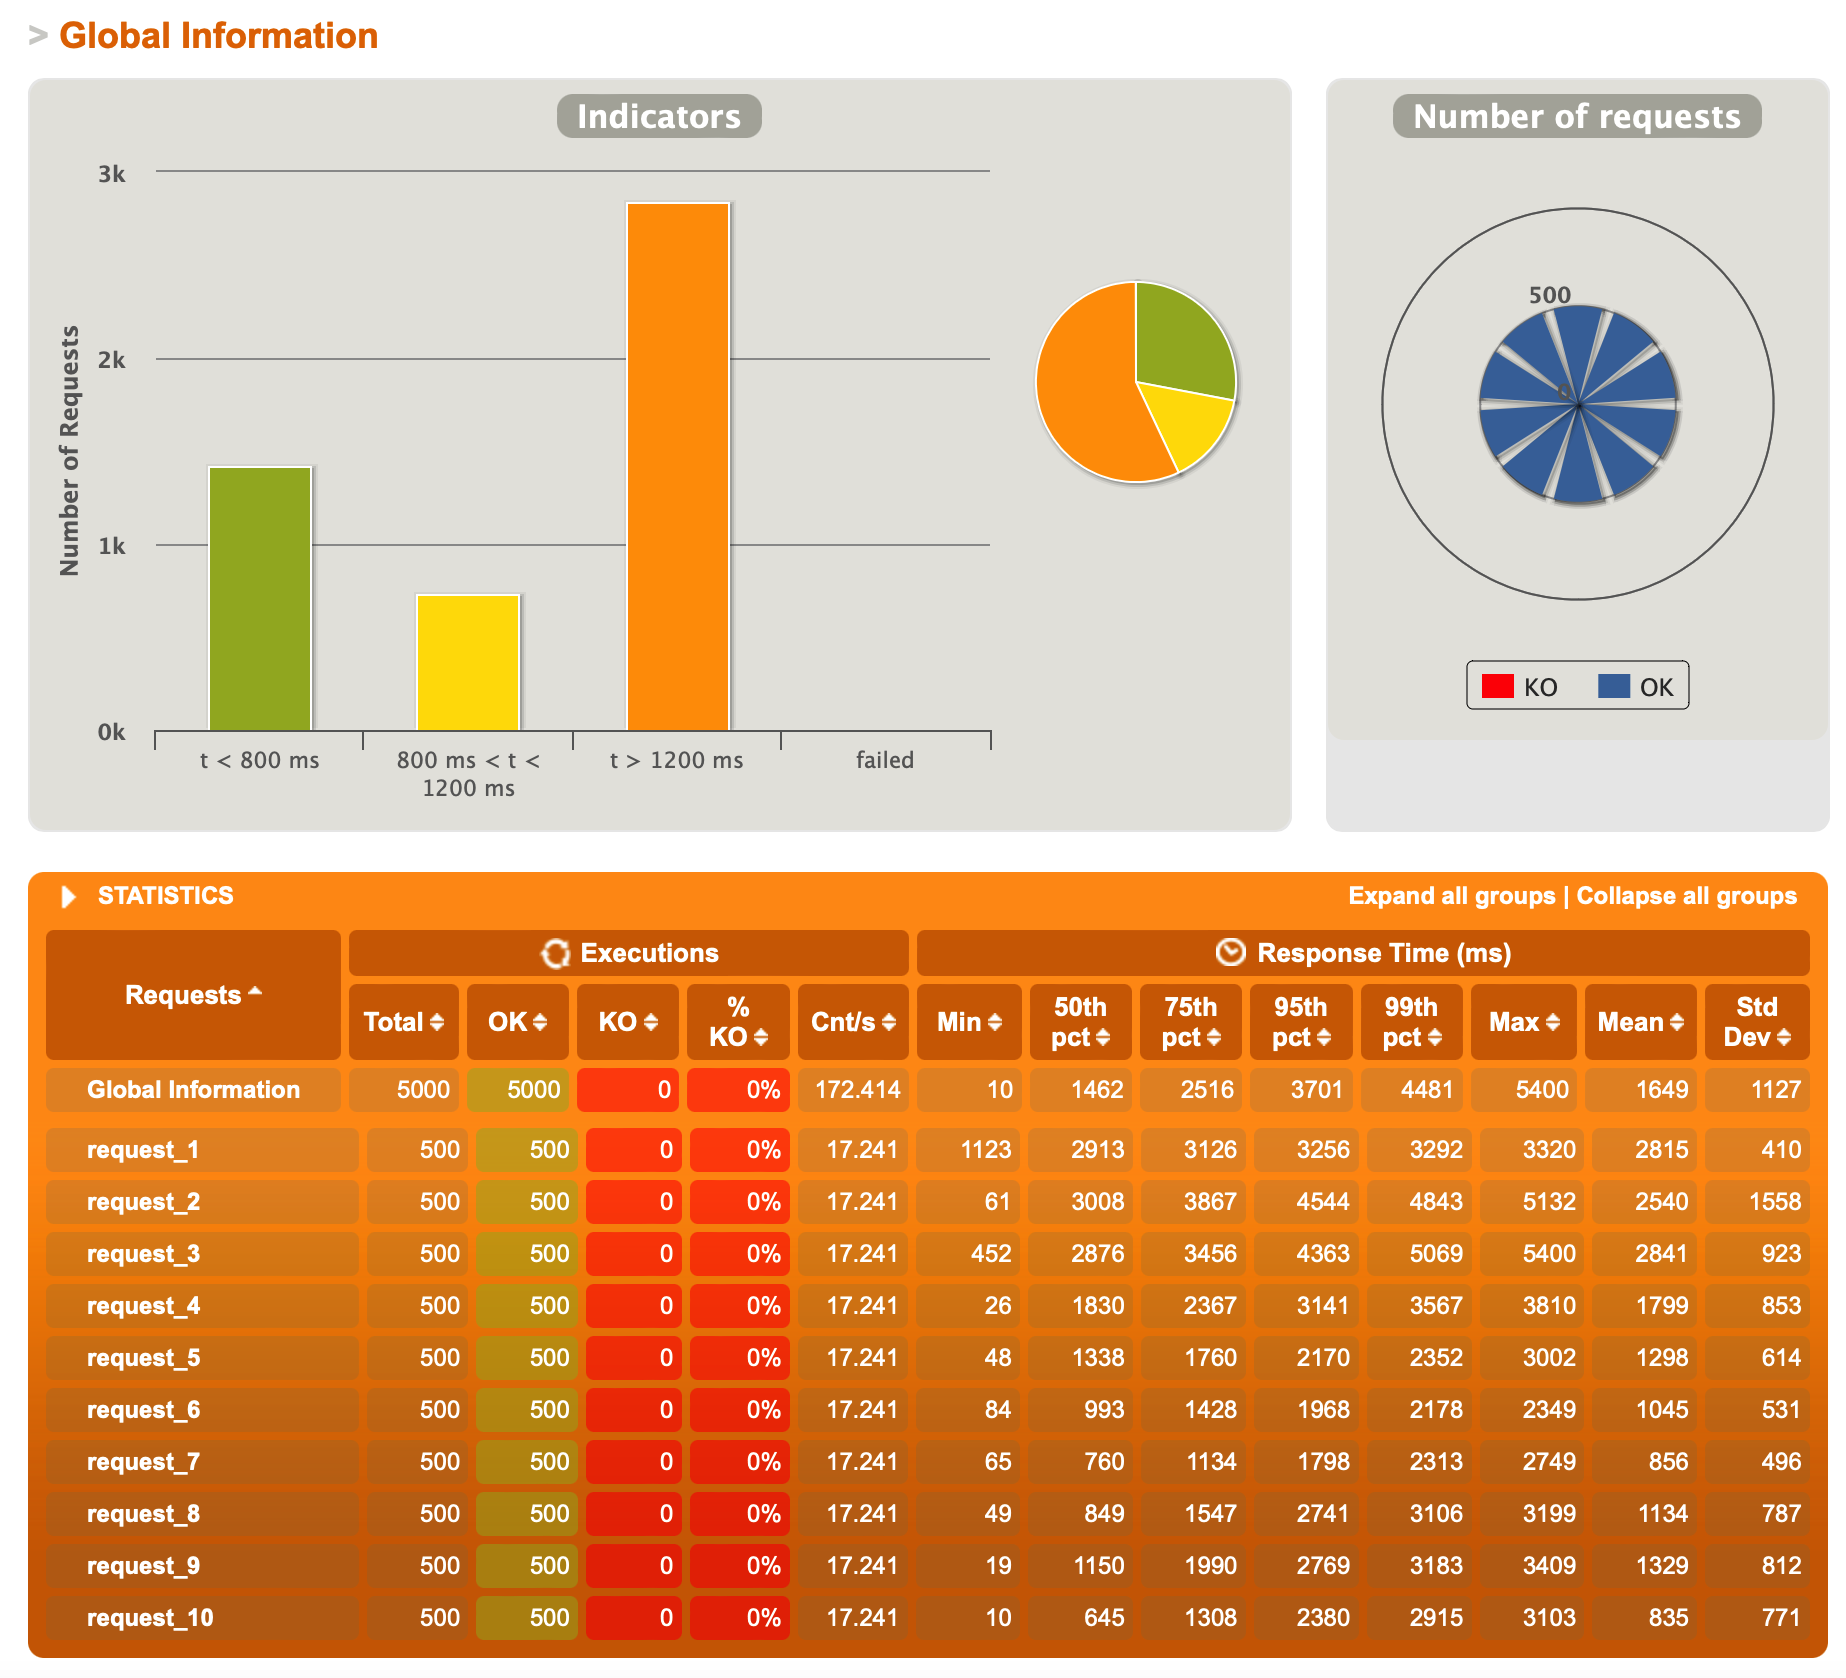 > Global Information
Indicators
Number of Requests
3k
2k
1k
0k
t < 800 ms
800 ms < t <
1200 ms
t > 1200 ms
failed
Number of requests
500
0
KO OK
STATISTICS
Expand all groups | Collapse all groups
Requests Executions Response Time (ms)
Total OK KO % KO Cnt/s Min 50th pct 75th pct 95th pct 99th pct Max Mean Std Dev
Global Information 5000 5000 0 0% 172.414 10 1462 2516 3701 4481 5400 1649 1127
request_1 500 500 0 0% 17.241 1123 2913 3126 3256 3292 3320 2815 410
request_2 500 500 0 0% 17.241 61 3008 3867 4544 4843 5132 2540 1558
request_3 500 500 0 0% 17.241 452 2876 3456 4363 5069 5400 2841 923
request_4 500 500 0 0% 17.241 26 1830 2367 3141 3567 3810 1799 853
request_5 500 500 0 0% 17.241 48 1338 1760 2170 2352 3002 1298 614
request_6 500 500 0 0% 17.241 84 993 1428 1968 2178 2349 1045 531
request_7 500 500 0 0% 17.241 65 760 1134 1798 2313 2749 856 496
request_8 500 500 0 0% 17.241 49 849 1547 2741 3106 3199 1134 787
request_9 500 500 0 0% 17.241 19 1150 1990 2769 3183 3409 1329 812
request_10 500 500 0 0% 17.241 10 645 1308 2380 2915 3103 835 771